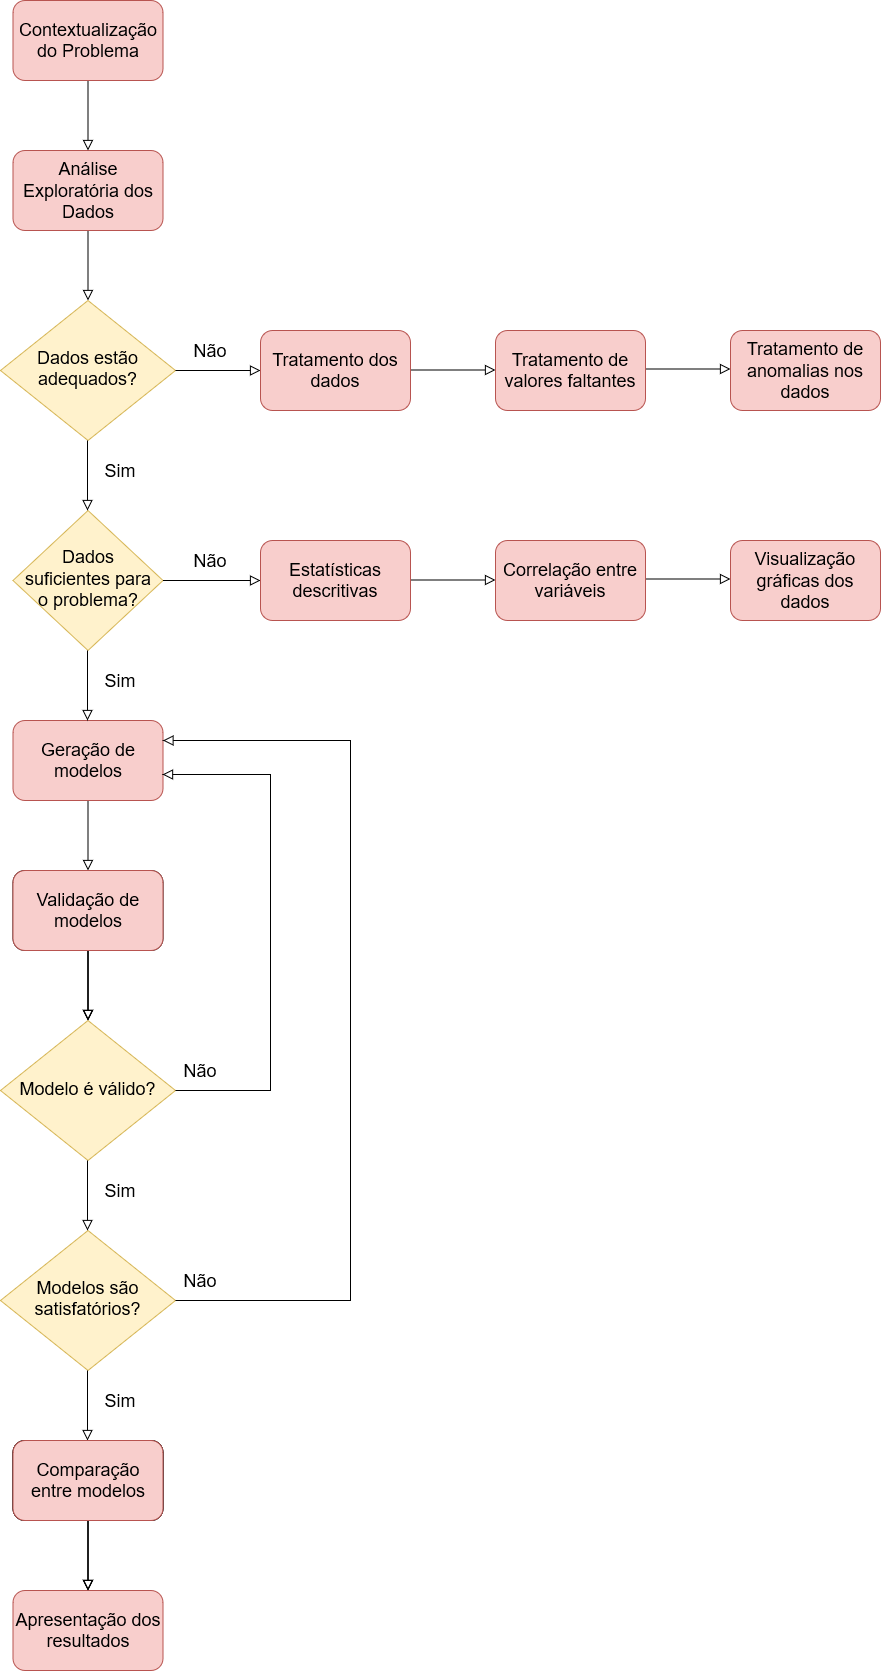 Contextualização
do Problema
Análise
Exploratória dos
Dados
Dados estão
adequados?
Não
Tratamento dos
dados
Tratamento de
valores faltantes
Tratamento de
anomalias nos
dados
Sim
Dados
suficientes para
o problema?
Não
Estatísticas
descritivas
Correlação entre
variáveis
Visualização
gráficas dos
dados
Sim
Geração de
modelos
Validação de
modelos
Modelo é válido?
Não
Sim
Modelos são
satisfatórios?
Não
Sim
Comparação
entre modelos
Apresentação dos
resultados